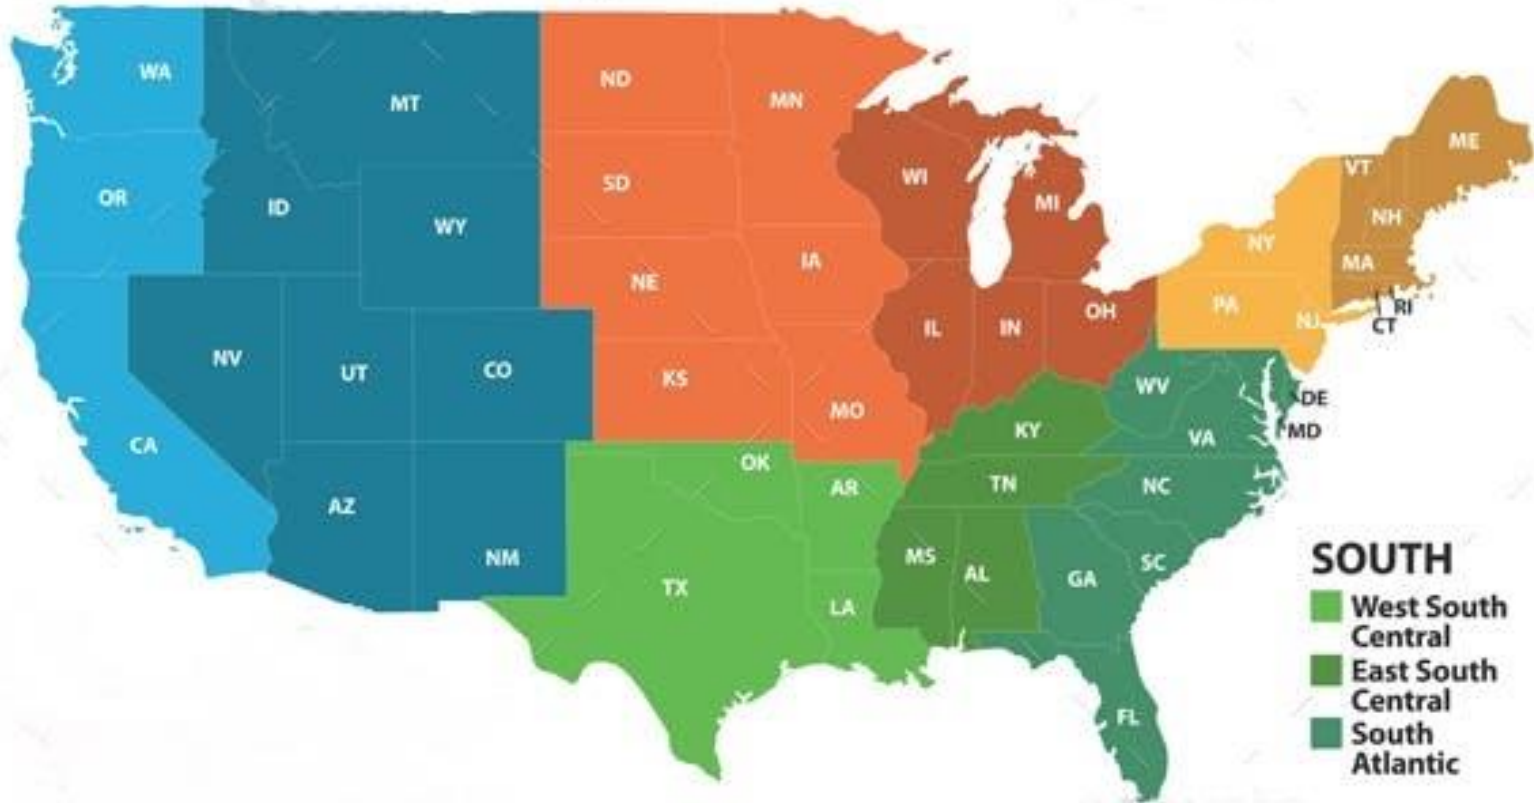 WA
MT
ND
MN
ME
VT
OR
ID
WY
SD
WI
MI
NH
NY
MA
IA
NE
PA
NJ
RI
CT
OH
IL
IN
NV
UT
CO
KS
MO
WV
DE
MD
VA
CA
KY
OK
AR
TN
NC
AZ
NM
TX
LA
MS
AL
GA
SC
FL
SOUTH
West South
Central
East South
Central
South
Atlantic